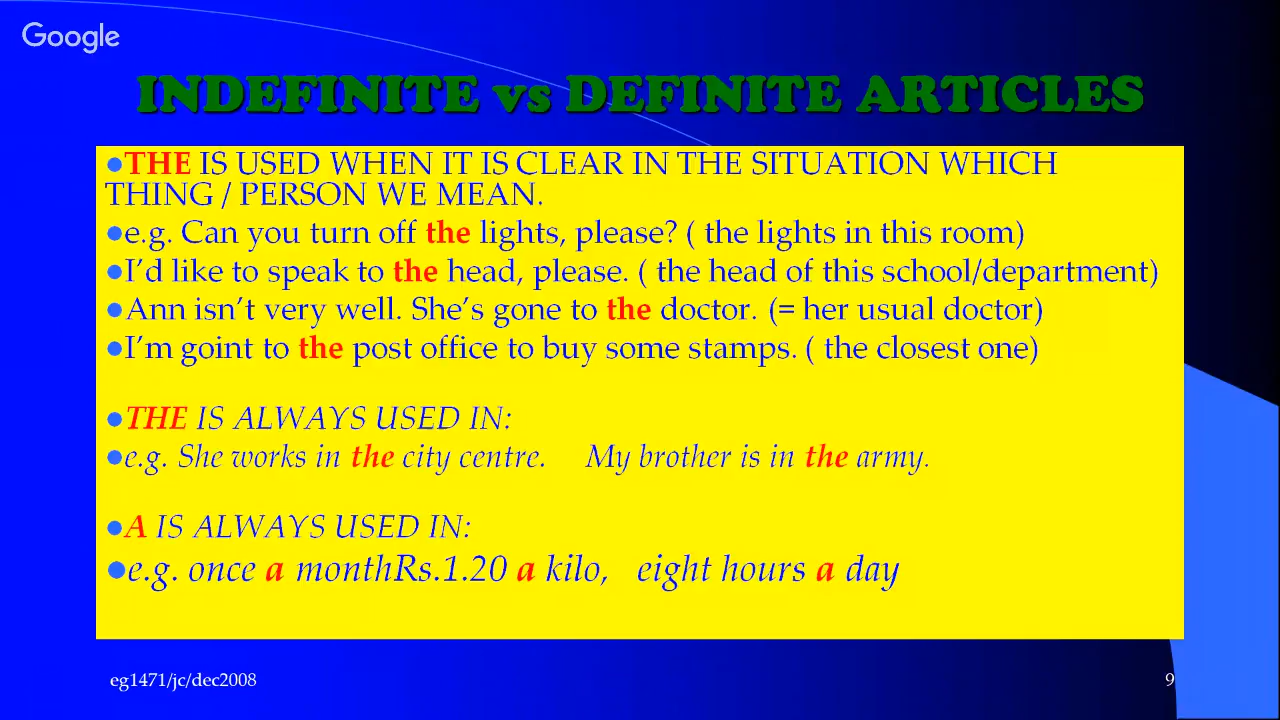 Google
INDEFINITE vs DEFINITE ARTICLES
●THE IS USED WHEN IT IS CLEAR IN THE SITUATION WHICH
THING / PERSON WE MEAN.
●e.g. Can you turn off the lights, please? ( the lights in this room)
●I’d like to speak to the head, please. ( the head of this school/department)
●Ann isn’t very well. She’s gone to the doctor. (= her usual doctor)
●I’m goint to the post office to buy some stamps. ( the closest one)
●THE IS ALWAYS USED IN:
●e.g. She works in the city centre. My brother is in the army.
●A IS ALWAYS USED IN:
●e.g. once a monthRs.1.20 a kilo, eight hours a day
eg1471/jc/dec2008 9